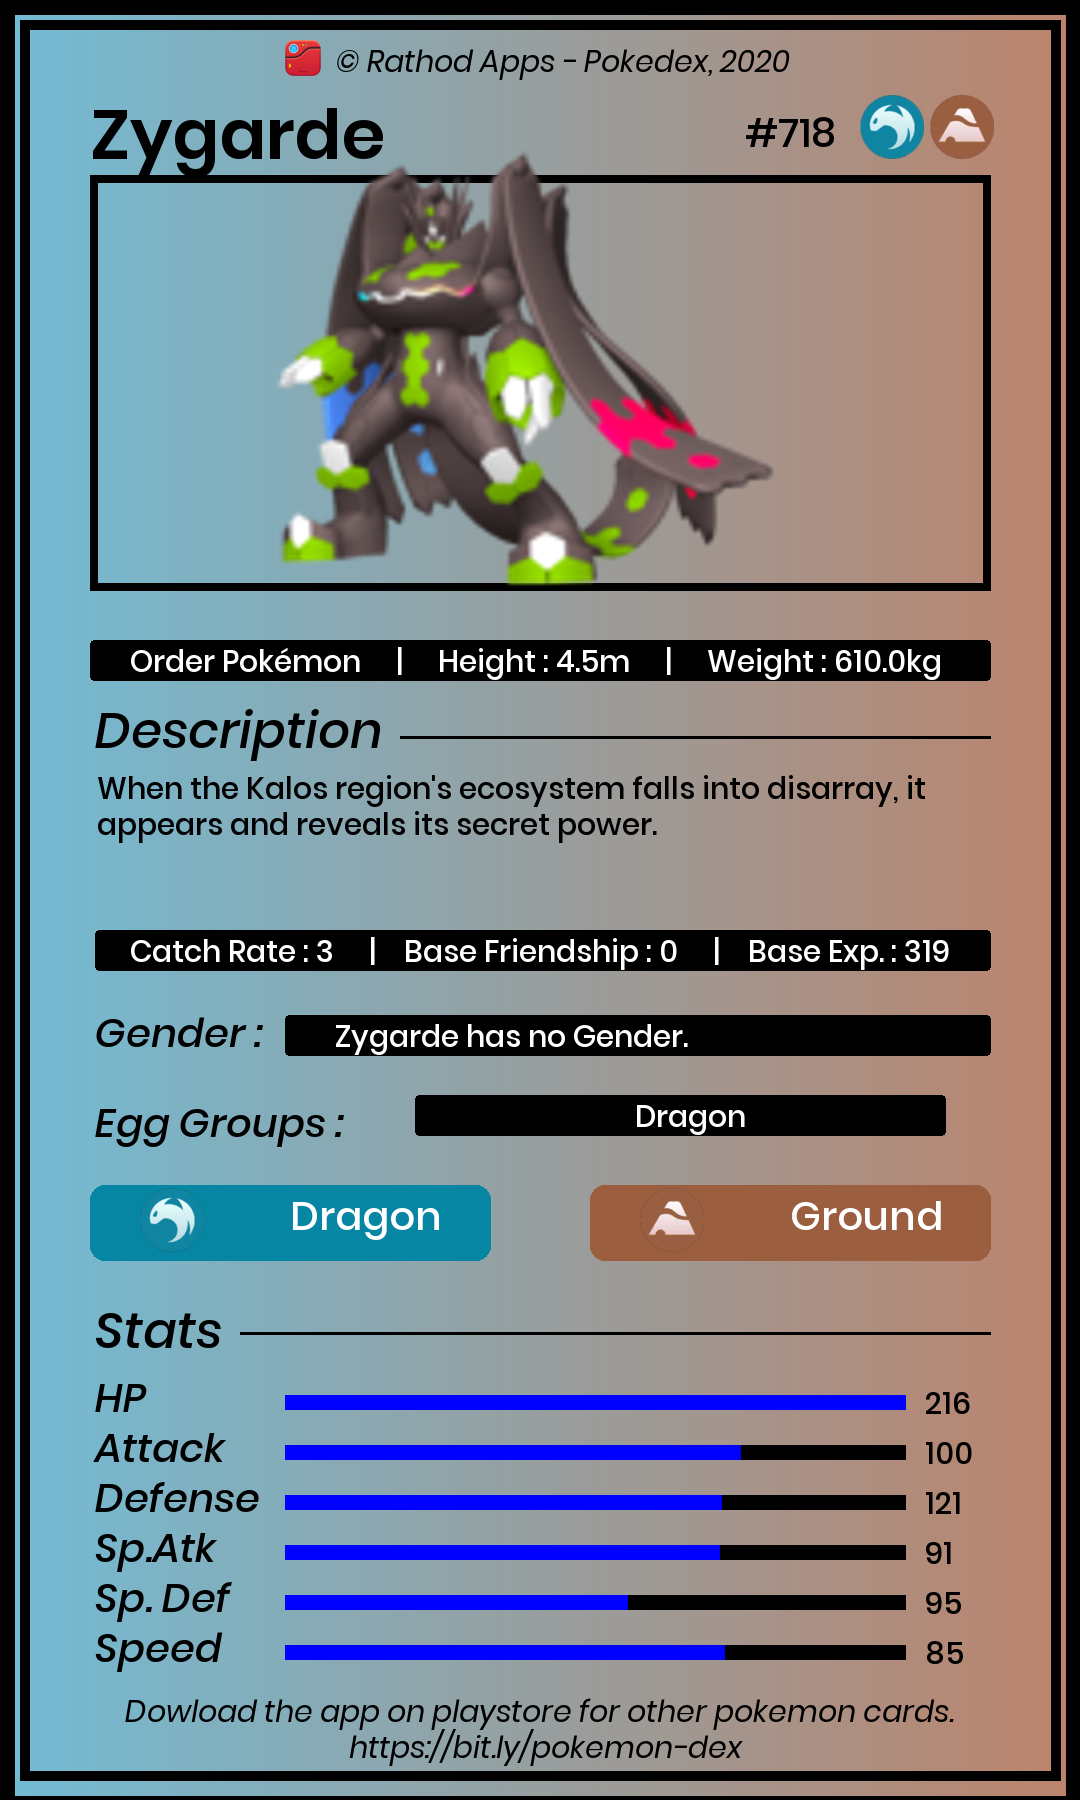 © Rathod Apps - Pokedex, 2020
Zygarde #718
Order Pokémon | Height : 4.5m | Weight : 610.0kg
Description
When the Kalos region's ecosystem falls into disarray, it
appears and reveals its secret power.
Catch Rate : 3 | Base Friendship : 0 | Base Exp. : 319
Gender : Zygarde has no Gender.
Egg Groups : Dragon
Dragon Ground
Stats
HP 216
Attack 100
Defense 121
Sp.Atk 91
Sp. Def 95
Speed 85
Dowload the app on playstore for other pokemon cards.
https://bit.ly/pokemon-dex